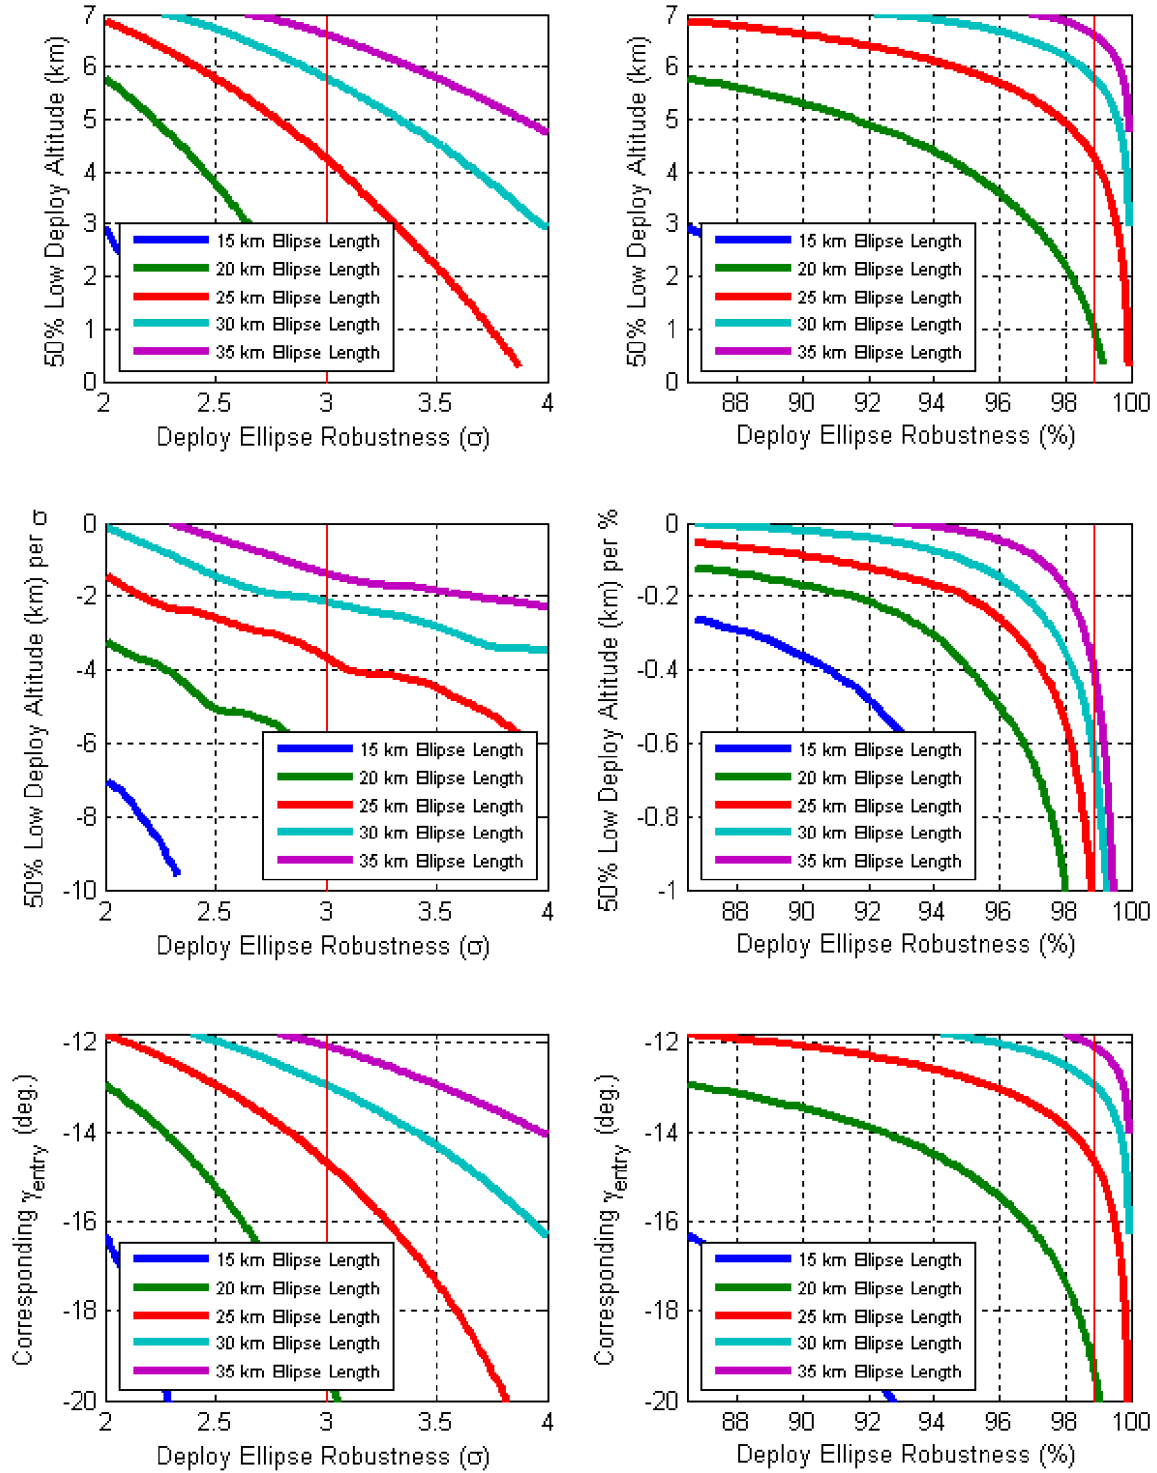 50% Low Deploy Altitude (km)
7
6
5
4
3
2
1
0
15 km Ellipse Length
20 km Ellipse Length
25 km Ellipse Length
30 km Ellipse Length
35 km Ellipse Length
2 2.5 3 3.5 4
Deploy Ellipse Robustness (σ)
50% Low Deploy Altitude (km)
7
6
5
4
3
2
1
0
15 km Ellipse Length
20 km Ellipse Length
25 km Ellipse Length
30 km Ellipse Length
35 km Ellipse Length
88 90 92 94 96 98 100
Deploy Ellipse Robustness (%)
50% Low Deploy Altitude (km) per σ
0
-2
-4
-6
-8
-10
15 km Ellipse Length
20 km Ellipse Length
25 km Ellipse Length
30 km Ellipse Length
35 km Ellipse Length
2 2.5 3 3.5 4
Deploy Ellipse Robustness (σ)
50% Low Deploy Altitude (km) per %
0
-0.2
-0.4
-0.6
-0.8
-1
15 km Ellipse Length
20 km Ellipse Length
25 km Ellipse Length
30 km Ellipse Length
35 km Ellipse Length
88 90 92 94 96 98 100
Deploy Ellipse Robustness (%)
Corresponding γentry (deg.)
-12
-14
-16
-18
-20
15 km Ellipse Length
20 km Ellipse Length
25 km Ellipse Length
30 km Ellipse Length
35 km Ellipse Length
2 2.5 3 3.5 4
Deploy Ellipse Robustness (σ)
Corresponding γentry (deg.)
-12
-14
-16
-18
-20
15 km Ellipse Length
20 km Ellipse Length
25 km Ellipse Length
30 km Ellipse Length
35 km Ellipse Length
88 90 92 94 96 98 100
Deploy Ellipse Robustness (%)